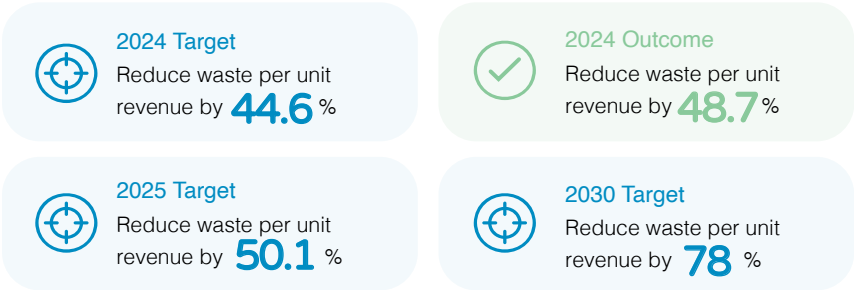 2024 Target
Reduce waste per unit
revenue by 44.6 %
2024 Outcome
Reduce waste per unit
revenue by 48.7 %
2025 Target
Reduce waste per unit
revenue by 50.1 %
2030 Target
Reduce waste per unit
revenue by 78 %